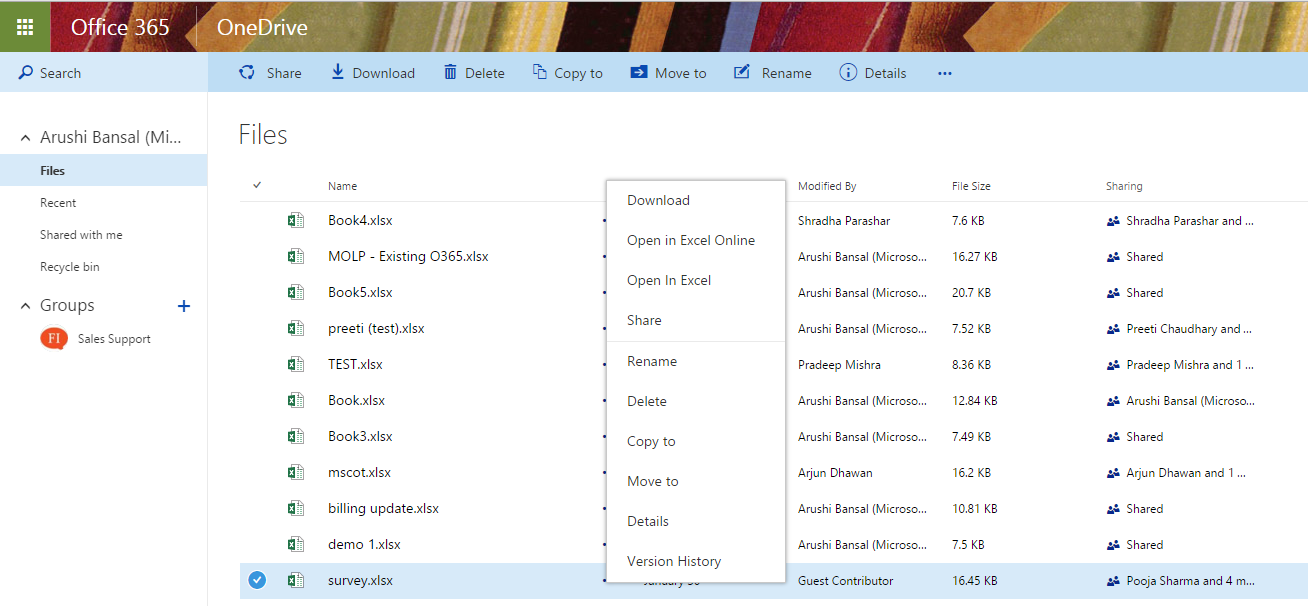 Office 365 OneDrive
Search Share Download Delete Copy to Move to Rename Details ...
Arushi Bansal (Mi...
Files
Recent
Shared with me
Recycle bin
Groups +
FI Sales Support
Files
Name Modified By File Size Sharing
Book4.xlsx Shradha Parashar 7.6 KB Shradha Parashar and ...
MOLP - Existing O365.xlsx Arushi Bansal (Microso... 16.27 KB Shared
Book5.xlsx Arushi Bansal (Microso... 20.7 KB Shared
preeti (test).xlsx Arushi Bansal (Microso... 7.52 KB Preeti Chaudhary and ...
TEST.xlsx Pradeep Mishra 8.36 KB Pradeep Mishra and 1 ...
Book.xlsx Arushi Bansal (Microso... 12.84 KB Arushi Bansal (Microso...
Book3.xlsx Arushi Bansal (Microso... 7.49 KB Shared
mscot.xlsx Arjun Dhawan 16.2 KB Arjun Dhawan and 1 ...
billing update.xlsx Arushi Bansal (Microso... 10.81 KB Shared
demo 1.xlsx Arushi Bansal (Microso... 7.5 KB Shared
survey.xlsx Guest Contributor 16.45 KB Pooja Sharma and 4 m...
Download
Open in Excel Online
Open In Excel
Share
Rename
Delete
Copy to
Move to
Details
Version History